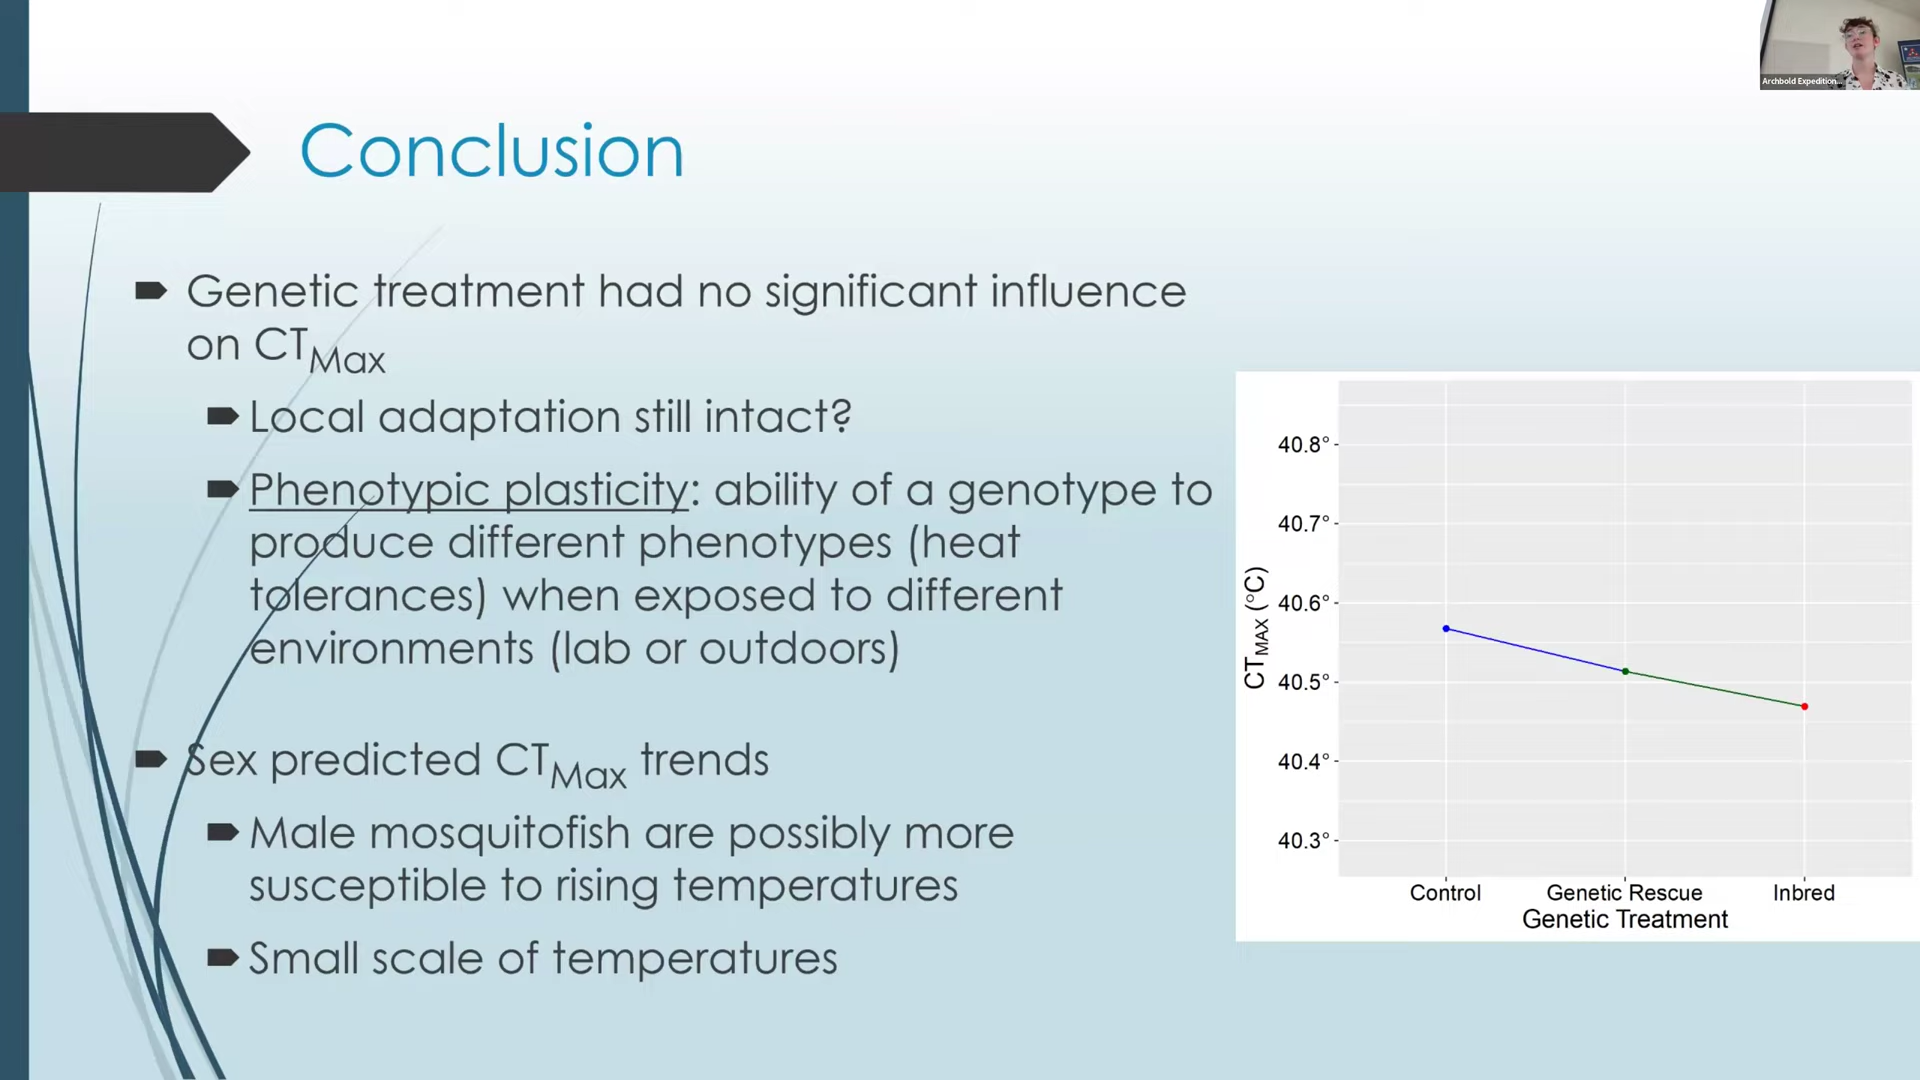 Archbold Expedition...
Conclusion
Genetic treatment had no significant influence
on CTMax
Local adaptation still intact?
Phenotypic plasticity: ability of a genotype to
produce different phenotypes (heat
tolerances) when exposed to different
environments (lab or outdoors)
Sex predicted CTMax trends
Male mosquitofish are possibly more
susceptible to rising temperatures
Small scale of temperatures
CTMAX (°C)
40.8°
40.7°
40.6°
40.5°
40.4°
40.3°
Control Genetic Rescue Inbred
Genetic Treatment